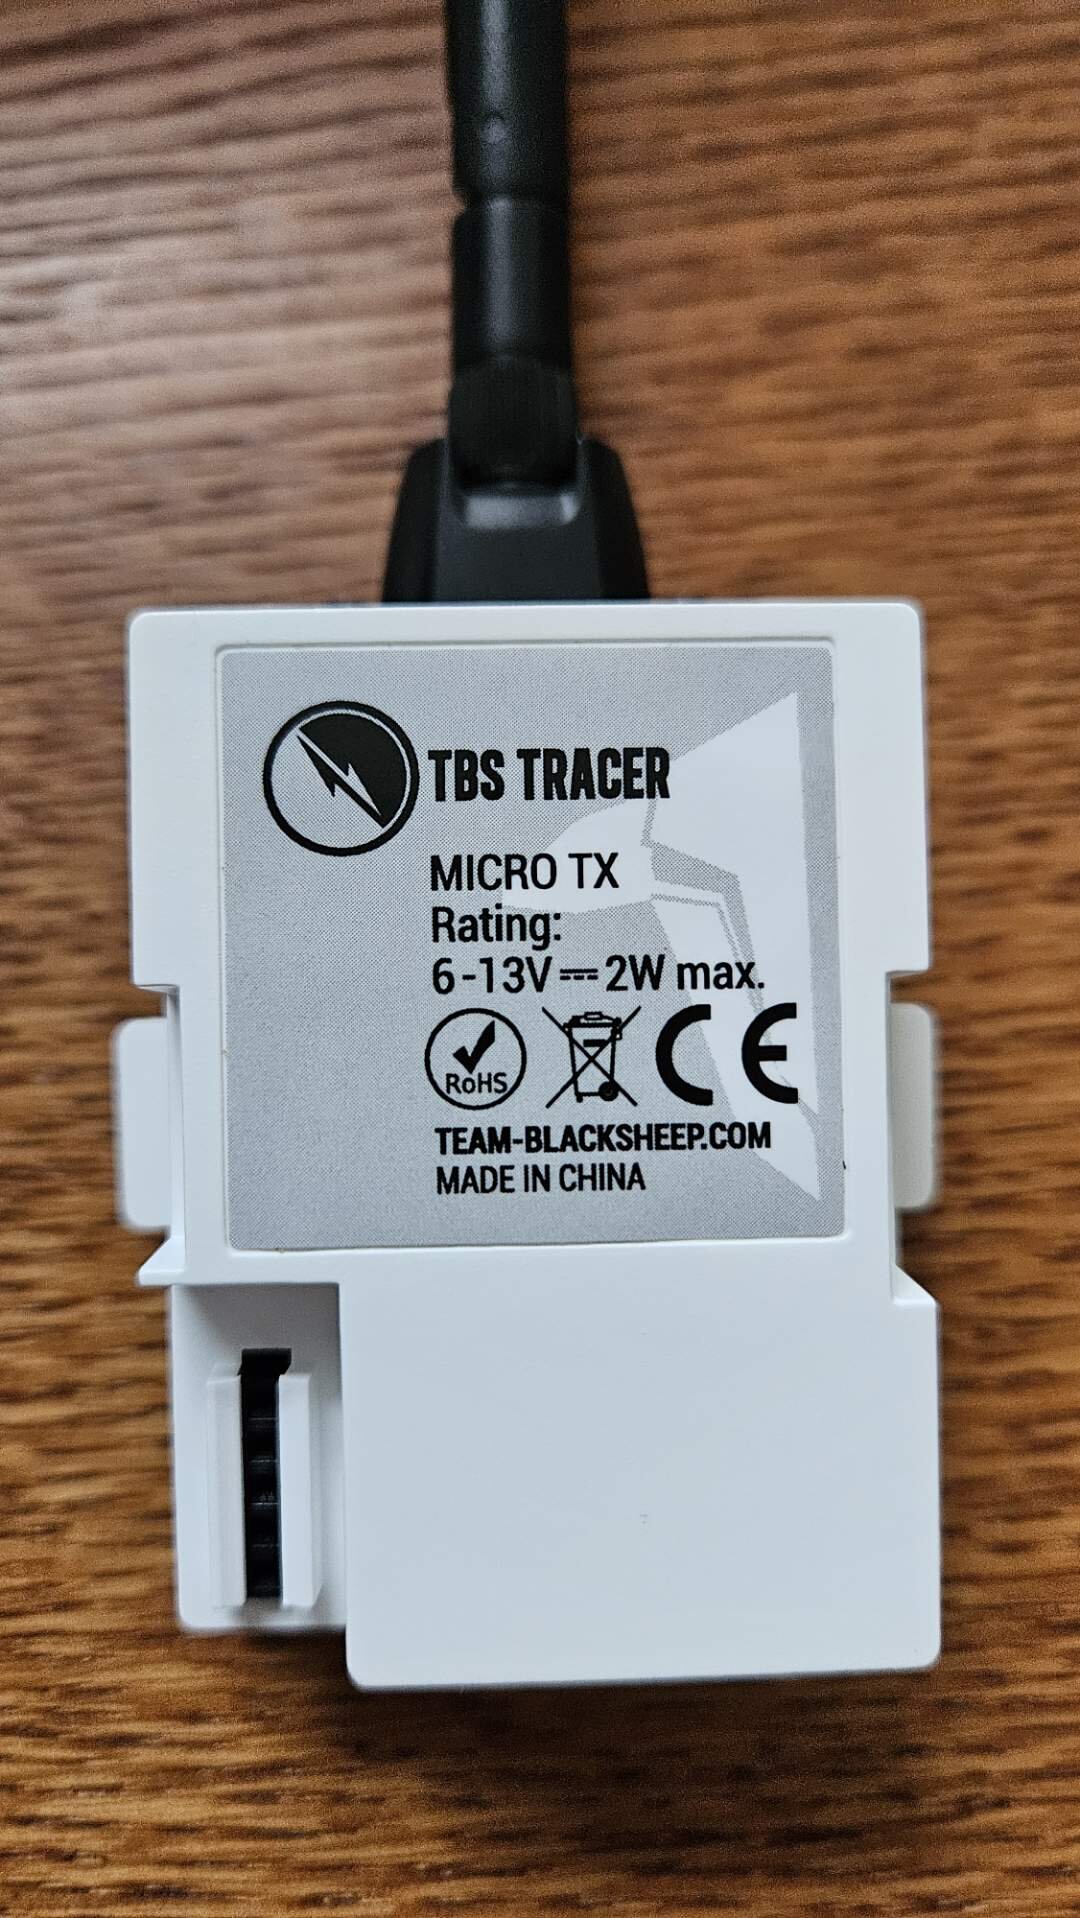 TBS TRACER
MICRO TX
Rating:
6-13V ⎓ 2W max.
RoHS CE
TEAM-BLACKSHEEP.COM
MADE IN CHINA